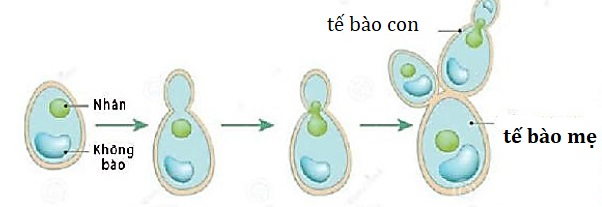 tế bào con
Nhân
Không
bào
tế bào mẹ